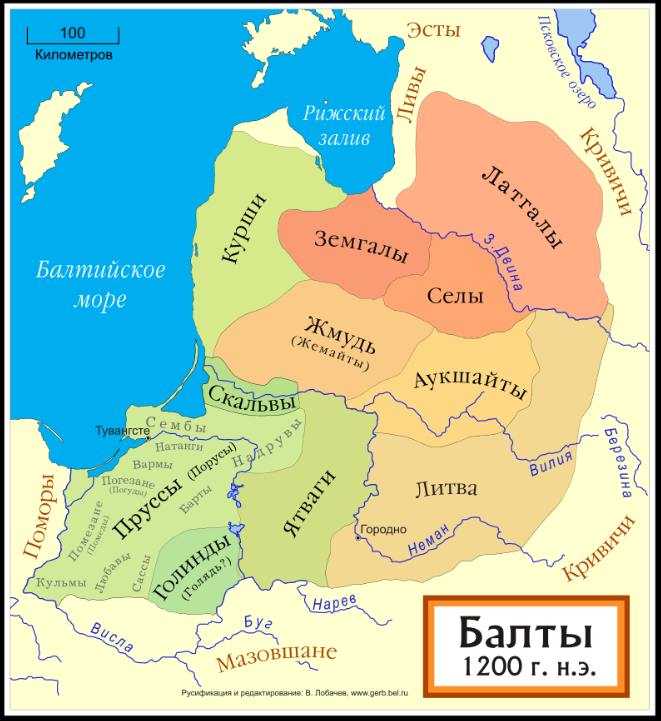 100
Километров
Эсты
Псковское озеро
Ливы
Рижский
залив
Кривичи
Латгалы
Курши
Земгалы
З. Двина
Балтийское
море
Селы
Жмудь
(Жемайты)
Аукшайты
Скальвы
Тувангсте
Сембы
Натанги
Надрувы
Вармы
Пруссы (Порусы)
Погезане
(Погуды)
Барты
Ятваги
Литва
Вилия
Березина
Поморы
Помезане
(Помеды)
Городно
Неман
Кривичи
Голинды
(Голядь?)
Кульмы
Любавы
Сассы
Висла
Буг
Нарев
Мазовшане
Балты
1200 г. н.э.
Русификация и редактирование: В. Лобачев, www.gerb.bel.ru